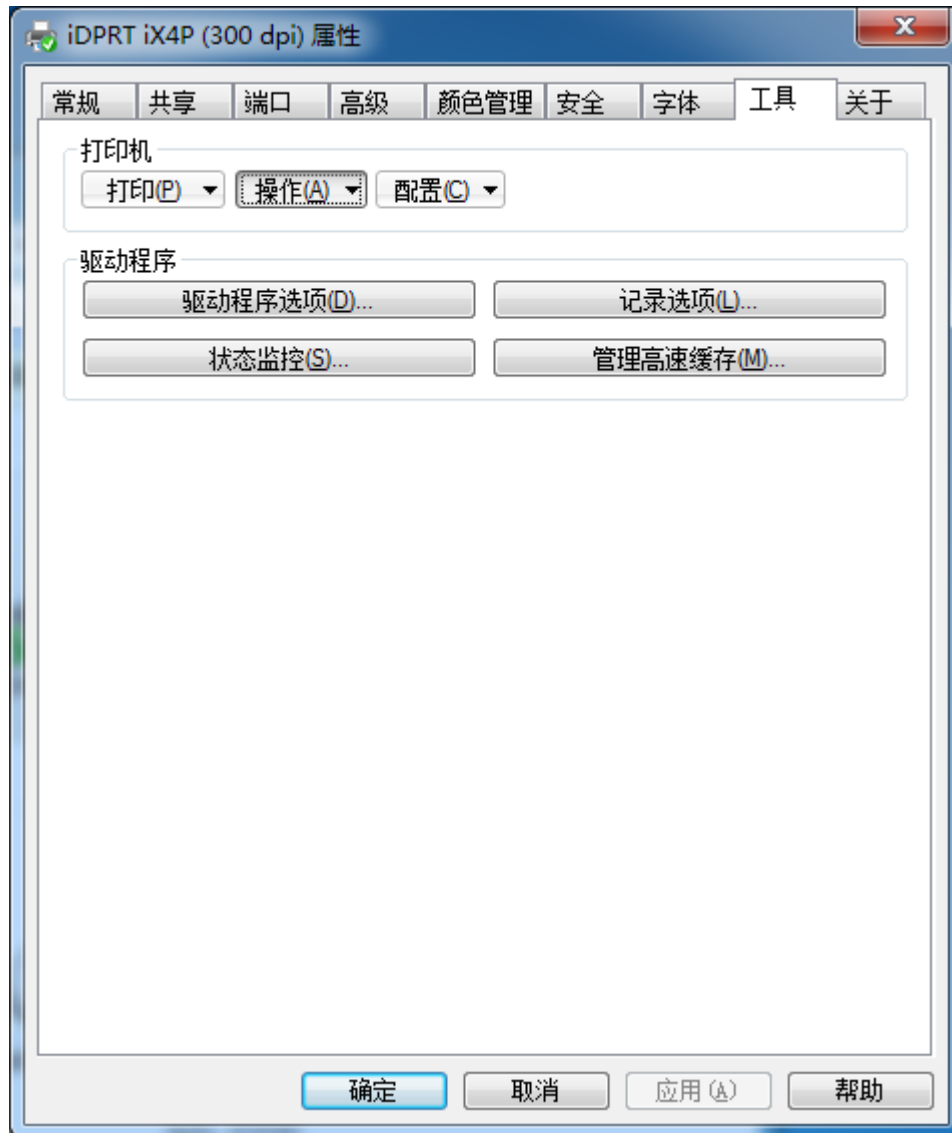 iDPRT iX4P (300 dpi) 属性
常规 共享 端口 高级 颜色管理 安全 字体 工具 关于
打印机
打印(P) 操作(A) 配置(C)
驱动程序
驱动程序选项(D)... 记录选项(L)...
状态监控(S)... 管理高速缓存(M)...
确定 取消 应用(A) 帮助